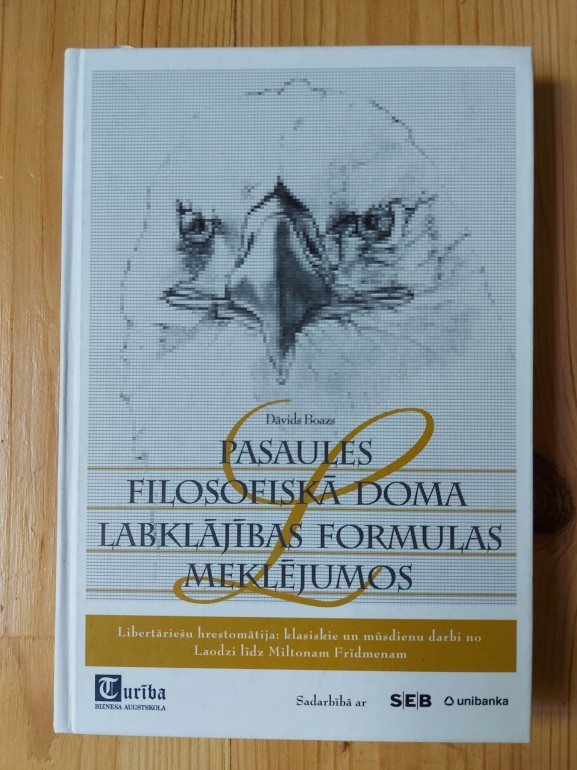 Dāvids Boazs
PASAULES
FILOSOFISKĀ DOMA
LABKLĀJĪBAS FORMULAS
MEKLĒJUMOS
L
Libertāriešu hrestomātija: klasiskie un mūsdienu darbi no
Laodzi līdz Miltonam Frīdmenam
Turība
BIZNESA AUGSTSKOLA
Sadarbībā ar
SEB unibanka